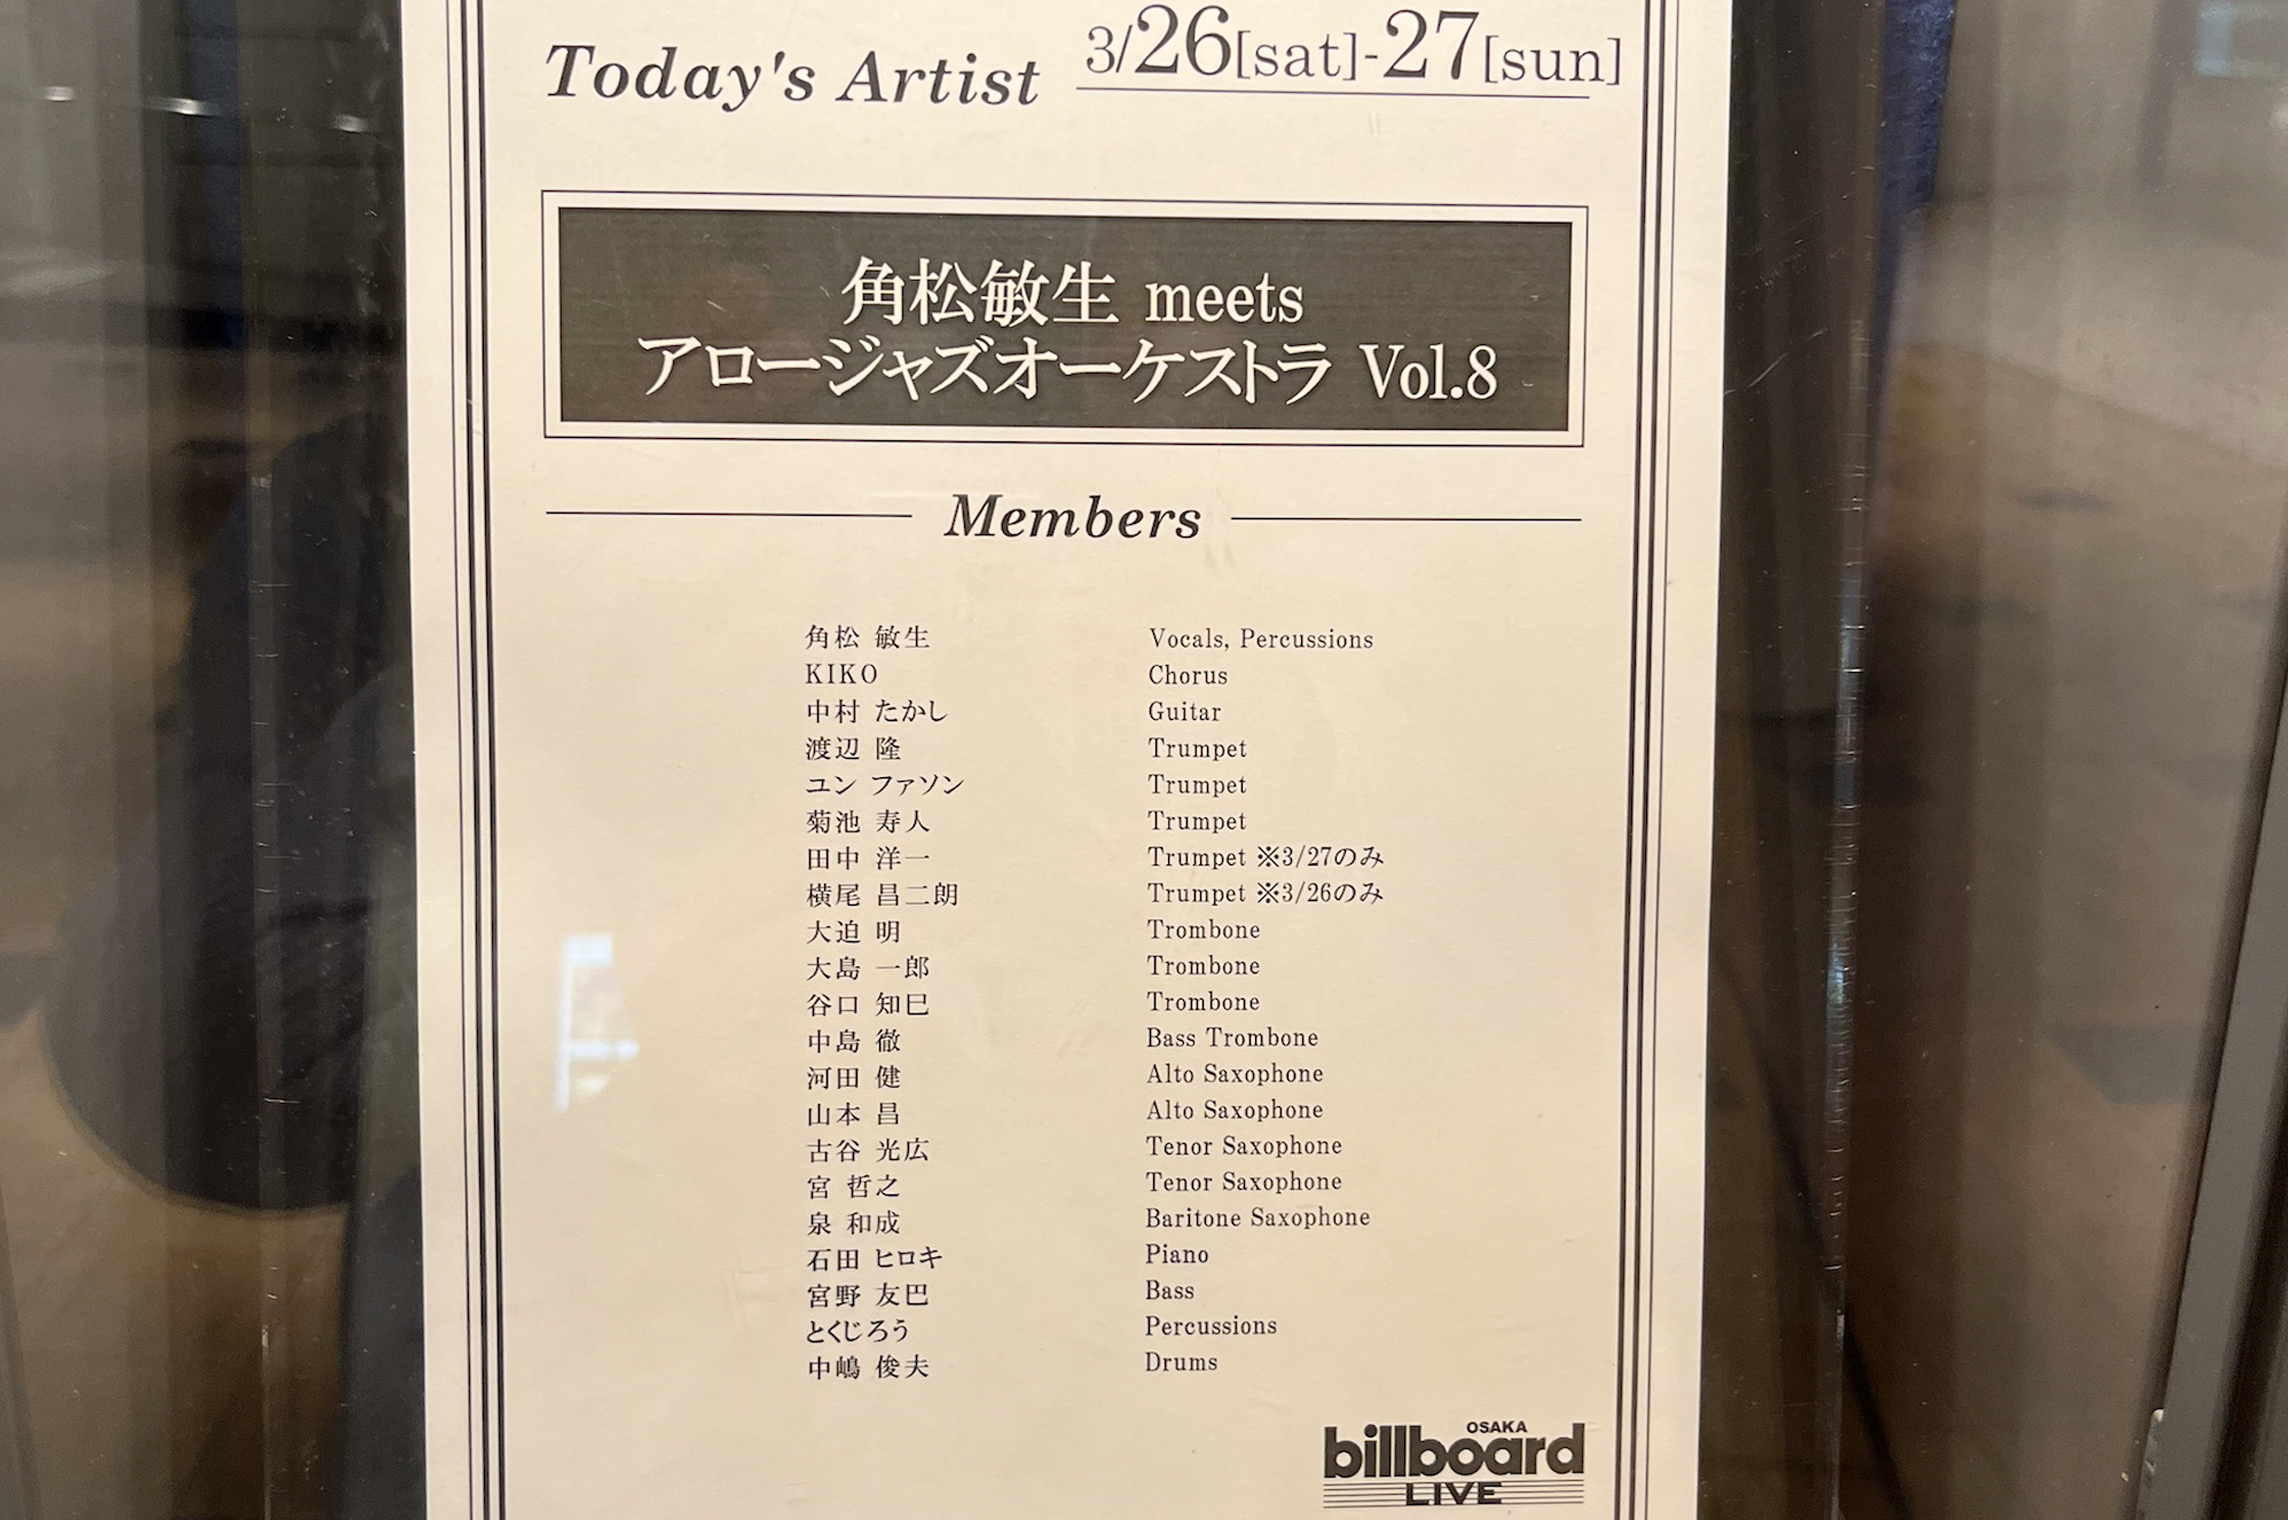 Today's Artist 3/26[sat]-27[sun]
角松敏生 meets
アロージャズオーケストラ Vol.8
Members
角松 敏生 Vocals, Percussions
KIKO Chorus
中村 たかし Guitar
渡辺 隆 Trumpet
ユン ファソン Trumpet
菊池 寿人 Trumpet
田中 洋一 Trumpet ※3/27のみ
横尾 昌二朗 Trumpet ※3/26のみ
大迫 明 Trombone
大島 一郎 Trombone
谷口 知巳 Trombone
中島 徹 Bass Trombone
河田 健 Alto Saxophone
山本 昌 Alto Saxophone
古谷 光広 Tenor Saxophone
宮 哲之 Tenor Saxophone
泉 和成 Baritone Saxophone
石田 ヒロキ Piano
宮野 友巴 Bass
とくじろう Percussions
中嶋 俊夫 Drums
OSAKA
billboard
LIVE